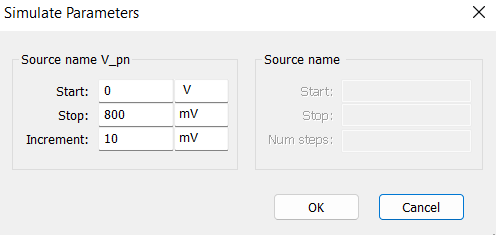 Simulate Parameters
Source name V_pn
Start: 0 V
Stop: 800 mV
Increment: 10 mV
Source name
Start:
Stop:
Num steps:
OK Cancel